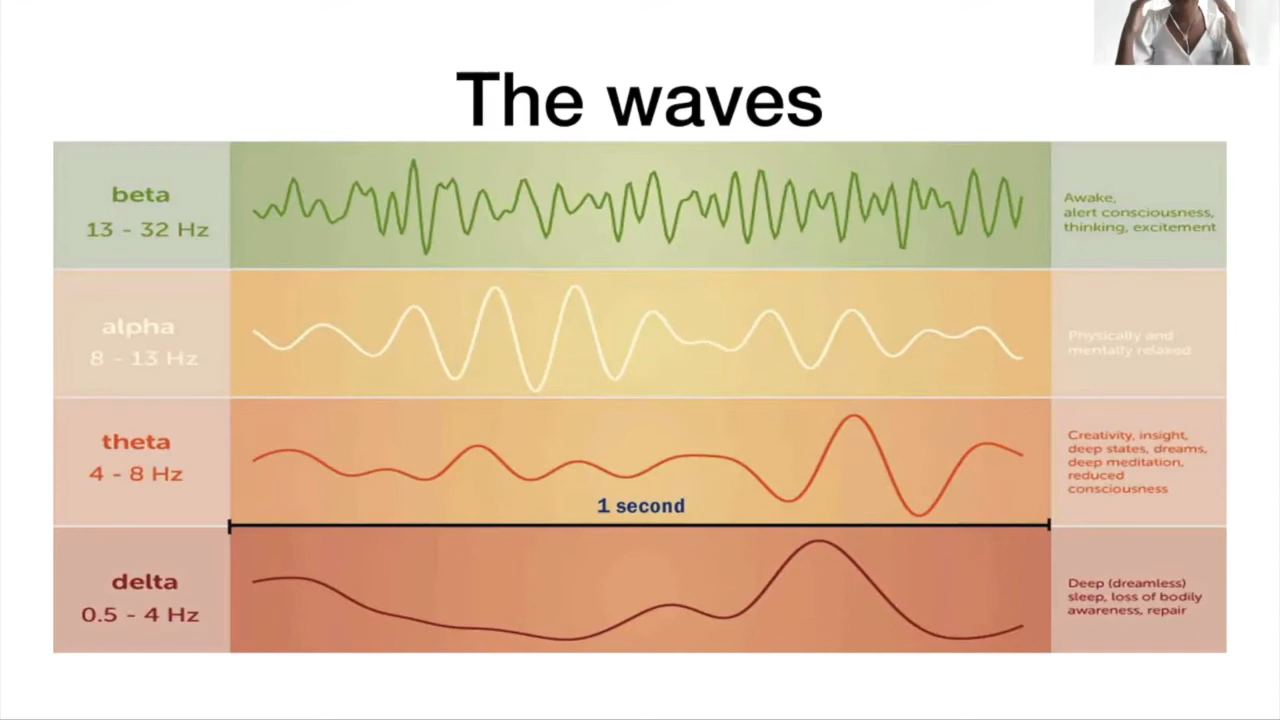 The waves
beta
13 - 32 Hz
Awake,
alert consciousness,
thinking, excitement
alpha
8 - 13 Hz
Physically and
mentally relaxed
theta
4 - 8 Hz
Creativity, insight,
deep states, dreams,
deep meditation,
reduced
consciousness
1 second
delta
0.5 - 4 Hz
Deep (dreamless)
sleep, loss of bodily
awareness, repair